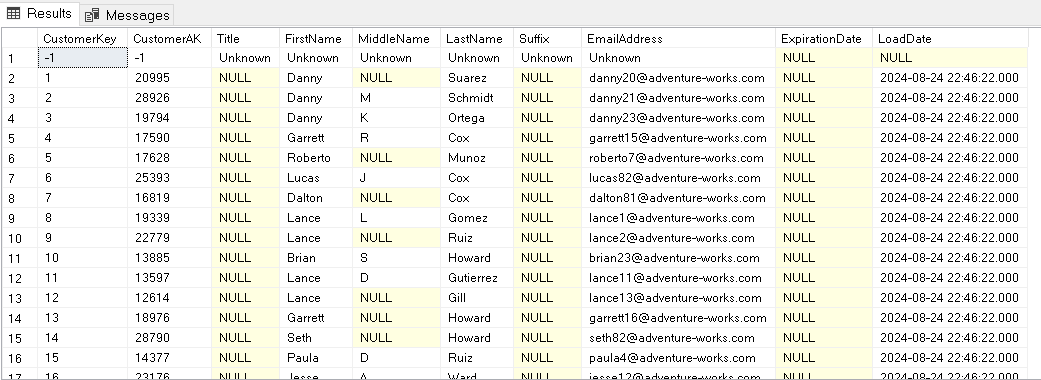 Results Messages
CustomerKey CustomerAK Title FirstName MiddleName LastName Suffix EmailAddress ExpirationDate LoadDate
1 -1 -1 Unknown Unknown Unknown Unknown Unknown Unknown NULL NULL
2 1 20995 NULL Danny NULL Suarez NULL danny20@adventure-works.com NULL 2024-08-24 22:46:22.000
3 2 28926 NULL Danny M Schmidt NULL danny21@adventure-works.com NULL 2024-08-24 22:46:22.000
4 3 19794 NULL Danny K Ortega NULL danny23@adventure-works.com NULL 2024-08-24 22:46:22.000
5 4 17590 NULL Garrett R Cox NULL garrett15@adventure-works.com NULL 2024-08-24 22:46:22.000
6 5 17628 NULL Roberto NULL Munoz NULL roberto7@adventure-works.com NULL 2024-08-24 22:46:22.000
7 6 25393 NULL Lucas J Cox NULL lucas82@adventure-works.com NULL 2024-08-24 22:46:22.000
8 7 16819 NULL Dalton NULL Cox NULL dalton81@adventure-works.com NULL 2024-08-24 22:46:22.000
9 8 19339 NULL Lance L Gomez NULL lance1@adventure-works.com NULL 2024-08-24 22:46:22.000
10 9 22779 NULL Lance NULL Ruiz NULL lance2@adventure-works.com NULL 2024-08-24 22:46:22.000
11 10 13885 NULL Brian S Howard NULL brian23@adventure-works.com NULL 2024-08-24 22:46:22.000
12 11 13597 NULL Lance D Gutierrez NULL lance11@adventure-works.com NULL 2024-08-24 22:46:22.000
13 12 12614 NULL Lance NULL Gill NULL lance13@adventure-works.com NULL 2024-08-24 22:46:22.000
14 13 18976 NULL Garrett NULL Howard NULL garrett16@adventure-works.com NULL 2024-08-24 22:46:22.000
15 14 28790 NULL Seth NULL Howard NULL seth82@adventure-works.com NULL 2024-08-24 22:46:22.000
16 15 14377 NULL Paula D Ruiz NULL paula4@adventure-works.com NULL 2024-08-24 22:46:22.000
17 16 23176 NULL Jesse A Ward NULL jesse12@adventure-works.com NULL 2024-08-24 22:46:22.000